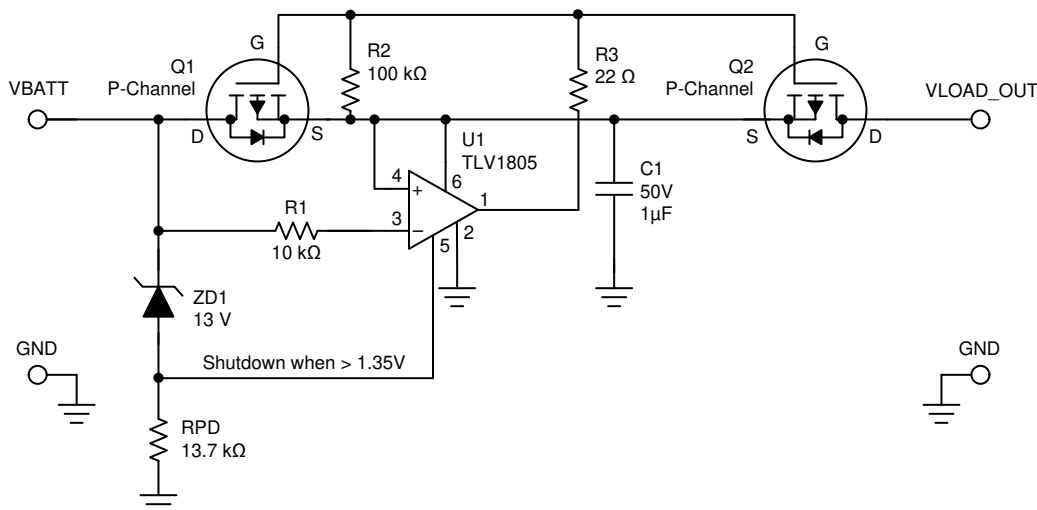 G
R2
100 kΩ
R3
22 Ω
G
Q1
P-Channel
Q2
P-Channel
VBATT
VLOAD_OUT
D
S
S
D
U1
TLV1805
4
+
6
1
3
−
5
2
C1
50V
1µF
R1
10 kΩ
ZD1
13 V
Shutdown when > 1.35V
GND
GND
RPD
13.7 kΩ